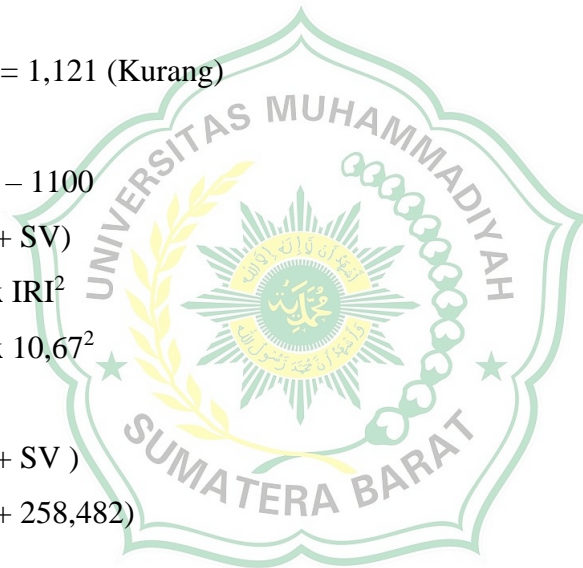 = 1,121 (Kurang)
– 1100
+ SV)
x IRI²
x 10,67²
+ SV )
+ 258,482)
UNIVERSITAS MUHAMMADIYAH
SUMATERA BARAT